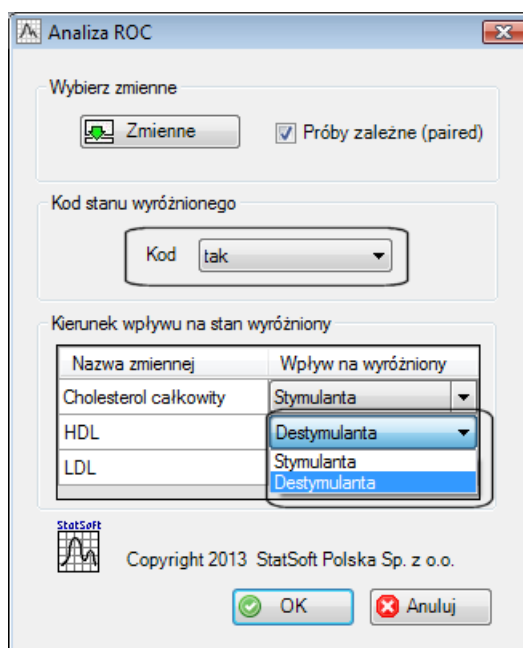 Analiza ROC
Wybierz zmienne
Zmienne
Próby zależne (paired)
Kod stanu wyróżnionego
Kod tak
Kierunek wpływu na stan wyróżniony
Nazwa zmiennej Wpływ na wyróżniony
Cholesterol całkowity Stymulanta
HDL Destymulanta
Stymulanta
LDL
Destymulanta
StatSoft
Copyright 2013 StatSoft Polska Sp. z o.o.
OK Anuluj